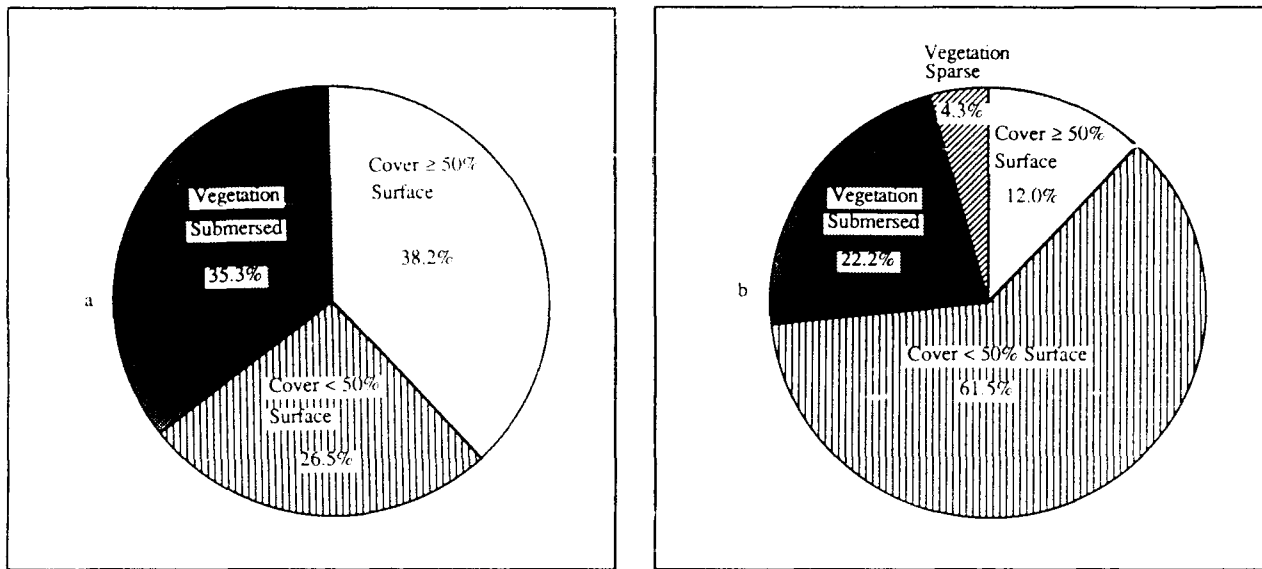 a
Cover ≥ 50%
Surface
38.2%
Vegetation
Submersed
35.3%
Cover < 50%
Surface
26.5%
b
Vegetation
Sparse
4.3%
Cover ≥ 50%
Surface
12.0%
Vegetation
Submersed
22.2%
Cover < 50% Surface
61.5%